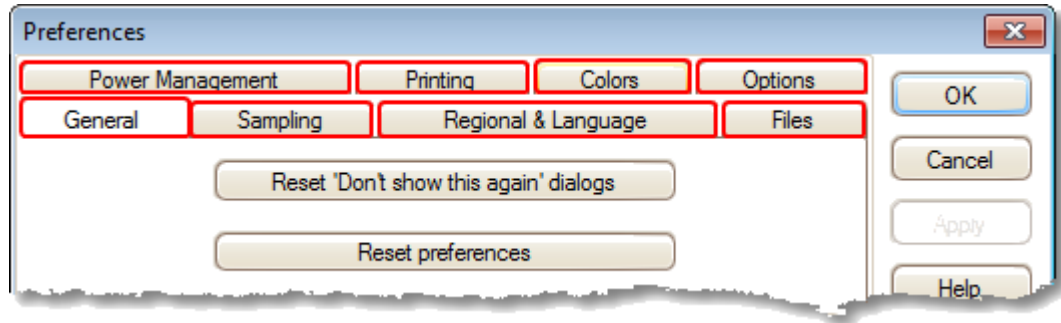 Preferences
Power Management Printing Colors Options
General Sampling Regional & Language Files
OK
Cancel
Apply
Help
Reset 'Don't show this again' dialogs
Reset preferences